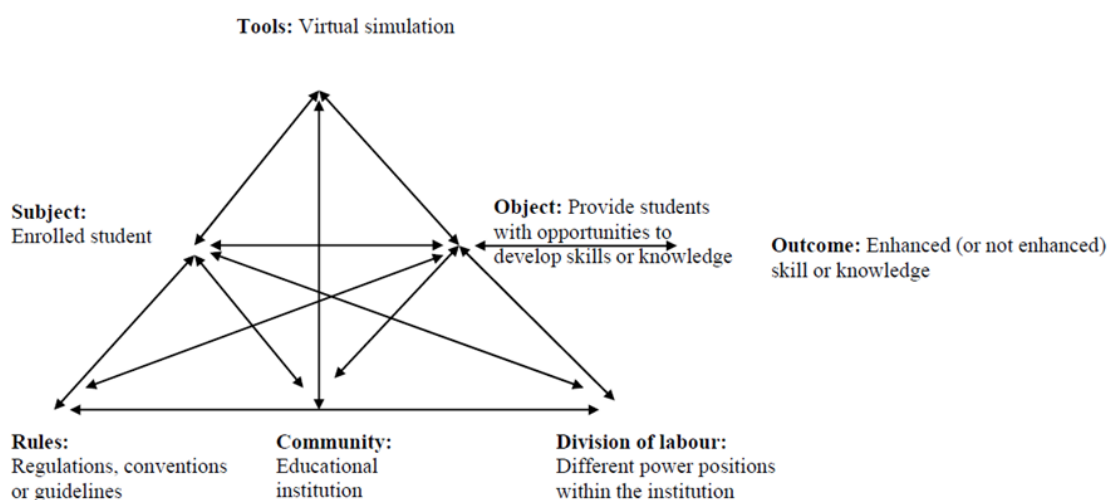 Tools: Virtual simulation
Subject:
Enrolled student
Object: Provide students
with opportunities to
develop skills or knowledge
Outcome: Enhanced (or not enhanced)
skill or knowledge
Rules:
Regulations, conventions
or guidelines
Community:
Educational
institution
Division of labour:
Different power positions
within the institution